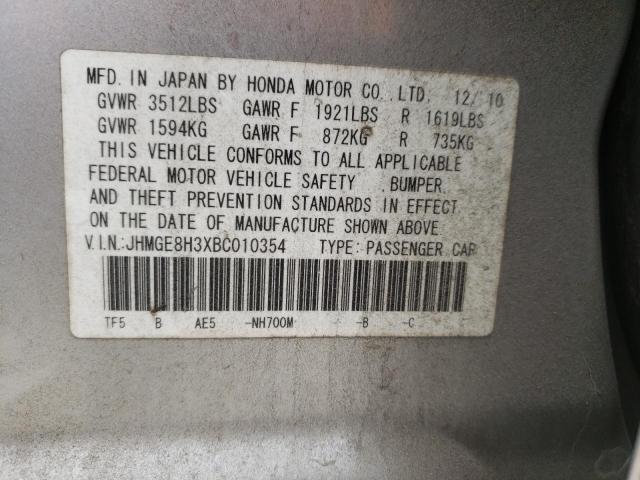 MFD. IN JAPAN BY HONDA MOTOR CO.,LTD. 12/10
GVWR 3512LBS GAWR F 1921LBS R 1619LBS
GVWR 1594KG GAWR F 872KG R 735KG
THIS VEHICLE CONFORMS TO ALL APPLICABLE
FEDERAL MOTOR VEHICLE SAFETY ,BUMPER,
AND THEFT PREVENTION STANDARDS IN EFFECT
ON THE DATE OF MANUFACTURE SHOWN ABOVE
V.I.N:JHMGE8H3XBC010354 TYPE: PASSENGER CAR
TF5 B AE5 -NH700M - -B -C